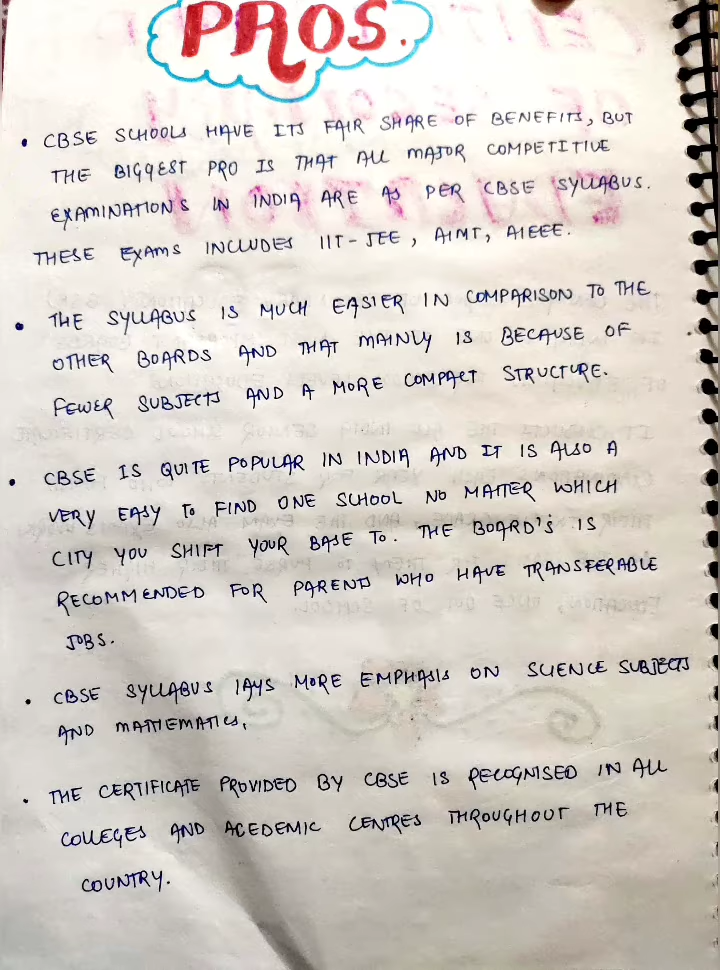 PROS.
• CBSE SCHOOLS HAVE ITS FAIR SHARE OF BENEFITS, BUT
THE BIGGEST PRO IS THAT ALL MAJOR COMPETITIVE
EXAMINATIONS IN INDIA ARE AS PER CBSE SYLLABUS.
THESE EXAMS INCLUDES IIT-JEE, AIMT, AIEEE.
• THE SYLLABUS IS MUCH EASIER IN COMPARISON TO THE
OTHER BOARDS AND THAT MAINLY IS BECAUSE OF
FEWER SUBJECTS AND A MORE COMPACT STRUCTURE.
• CBSE IS QUITE POPULAR IN INDIA AND IT IS ALSO A
VERY EASY TO FIND ONE SCHOOL NO MATTER WHICH
CITY YOU SHIFT YOUR BASE TO. THE BOARD'S IS
RECOMMENDED FOR PARENTS WHO HAVE TRANSFERABLE
JOBS.
• CBSE SYLLABUS LAYS MORE EMPHASIS ON SCIENCE SUBJECTS
AND MATHEMATICS.
• THE CERTIFICATE PROVIDED BY CBSE IS RECOGNISED IN ALL
COLLEGES AND ACEDEMIC CENTRES THROUGHOUT THE
COUNTRY.